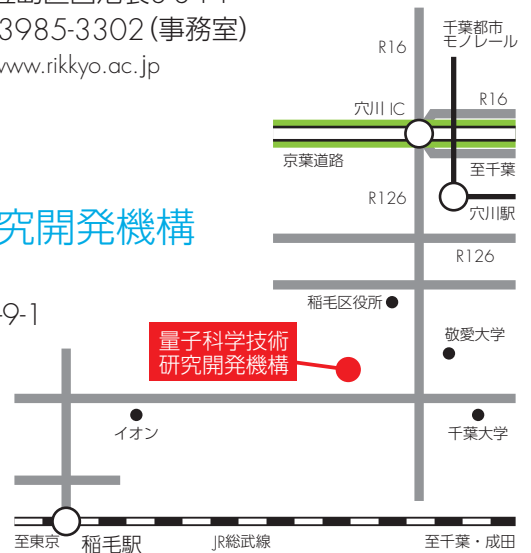 3985-3302(事務室)
www.rikkyo.ac.jp
究開発機構
-9-1
R16
千葉都市
モノレール
穴川 IC
R16
京葉道路
至千葉
R126
穴川駅
R126
稲毛区役所
敬愛大学
量子科学技術
研究開発機構
イオン
千葉大学
至東京
稲毛駅
JR総武線
至千葉・成田